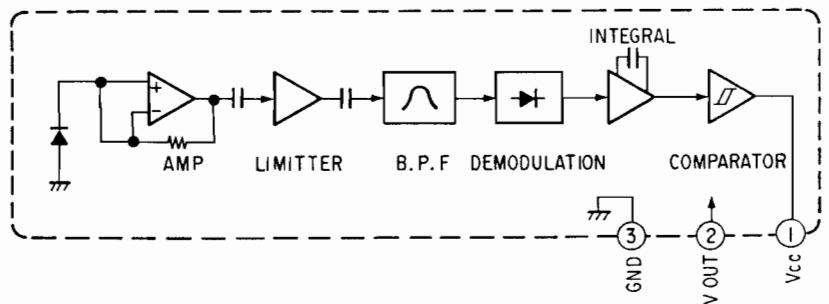 INTEGRAL
+
−
AMP
LIMITTER
B.P.F
DEMODULATION
COMPARATOR
3
2
1
GND
V OUT
Vcc